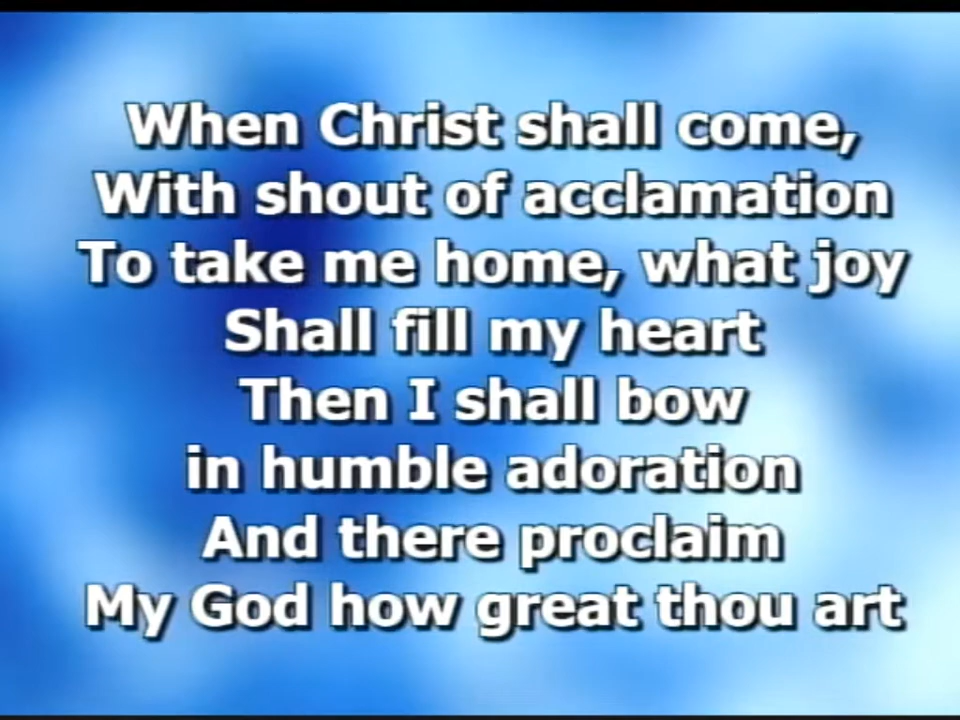 When Christ shall come,
With shout of acclamation
To take me home, what joy
Shall fill my heart
Then I shall bow
in humble adoration
And there proclaim
My God how great thou art